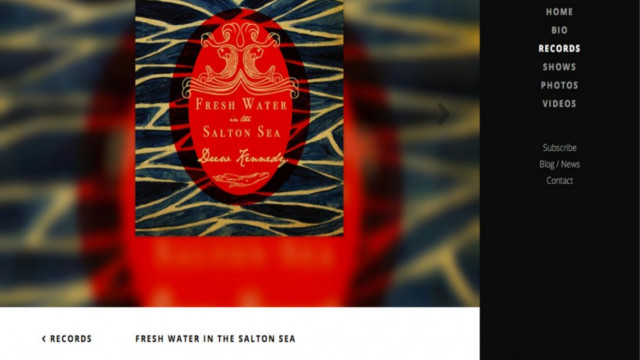 FRESH WATER
in the
SALTON SEA
Drew Kennedy
HOME
BIO
RECORDS
SHOWS
PHOTOS
VIDEOS
Subscribe
Blog / News
Contact
< RECORDS
FRESH WATER IN THE SALTON SEA